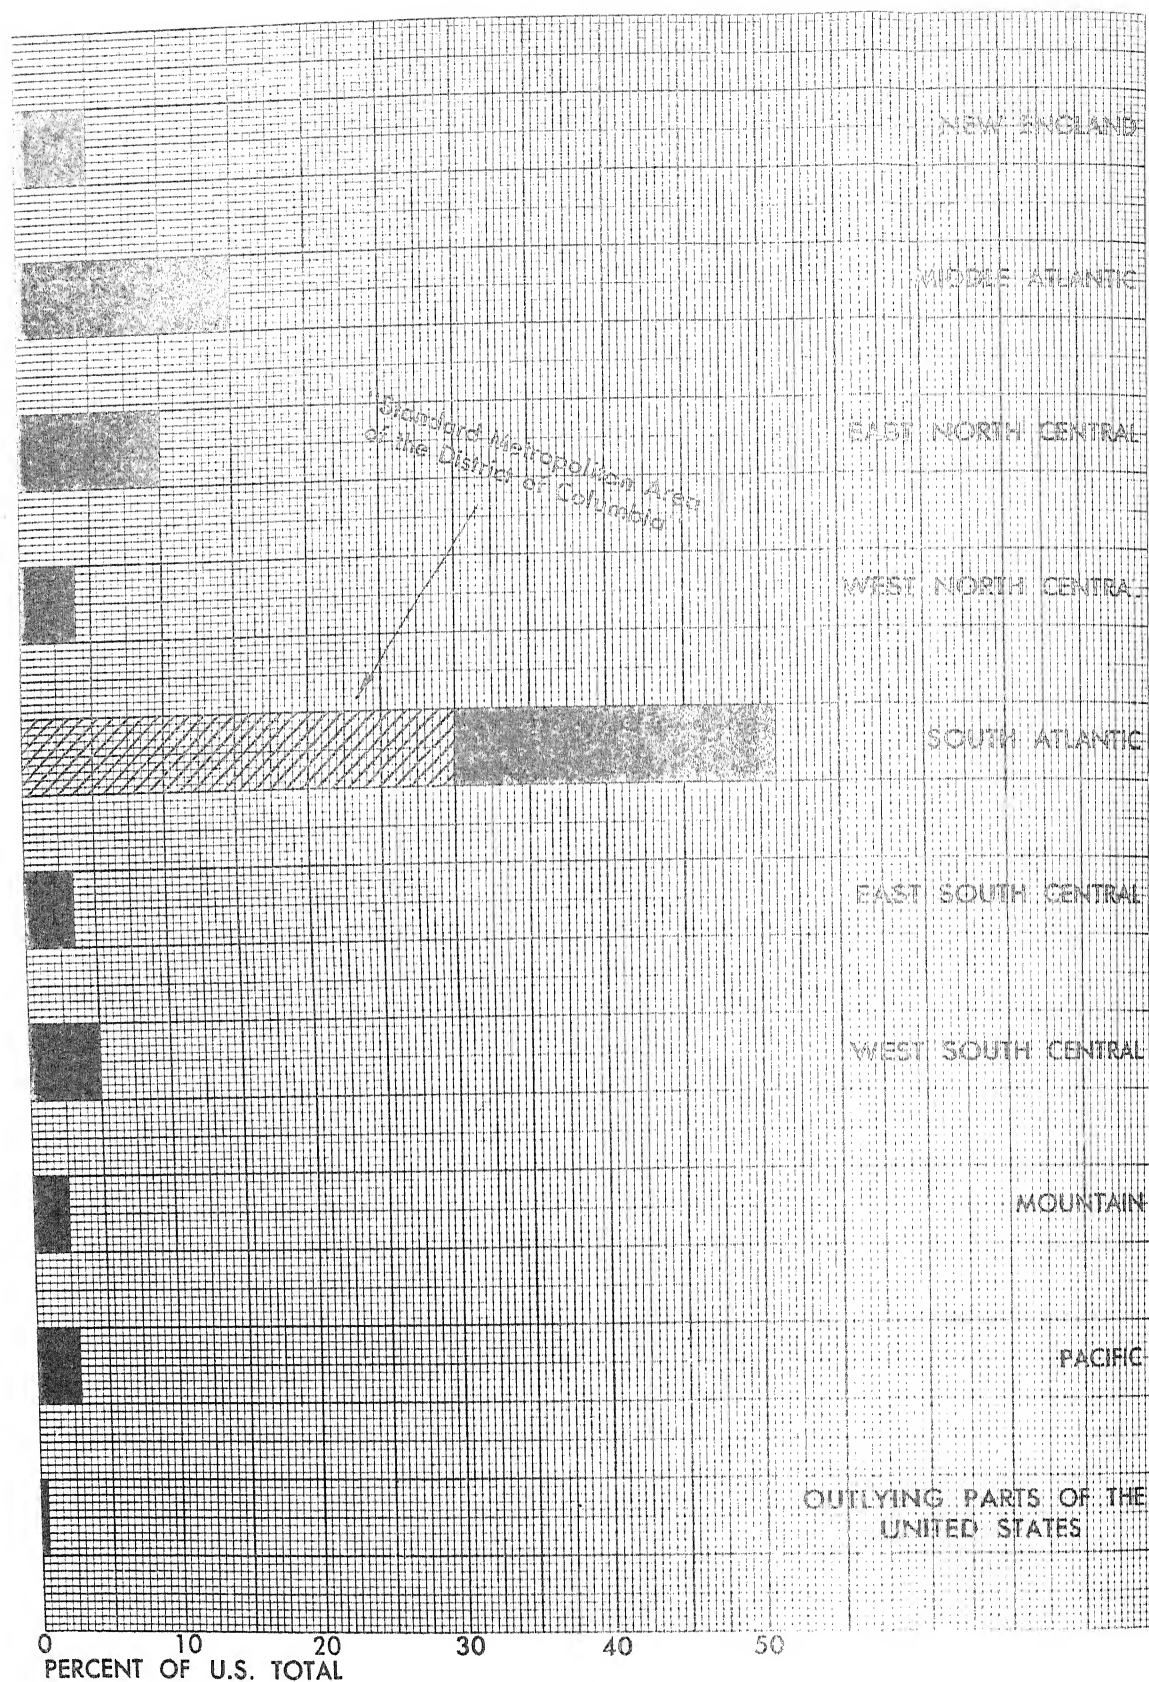 NEW ENGLAND
MIDDLE ATLANTIC
Standard Metropolitan Area
of the District of Columbia
EAST NORTH CENTRAL
WEST NORTH CENTRAL
SOUTH ATLANTIC
EAST SOUTH CENTRAL
WEST SOUTH CENTRAL
MOUNTAIN
PACIFIC
OUTLYING PARTS OF THE
UNITED STATES
0 10 20 30 40 50
PERCENT OF U.S. TOTAL